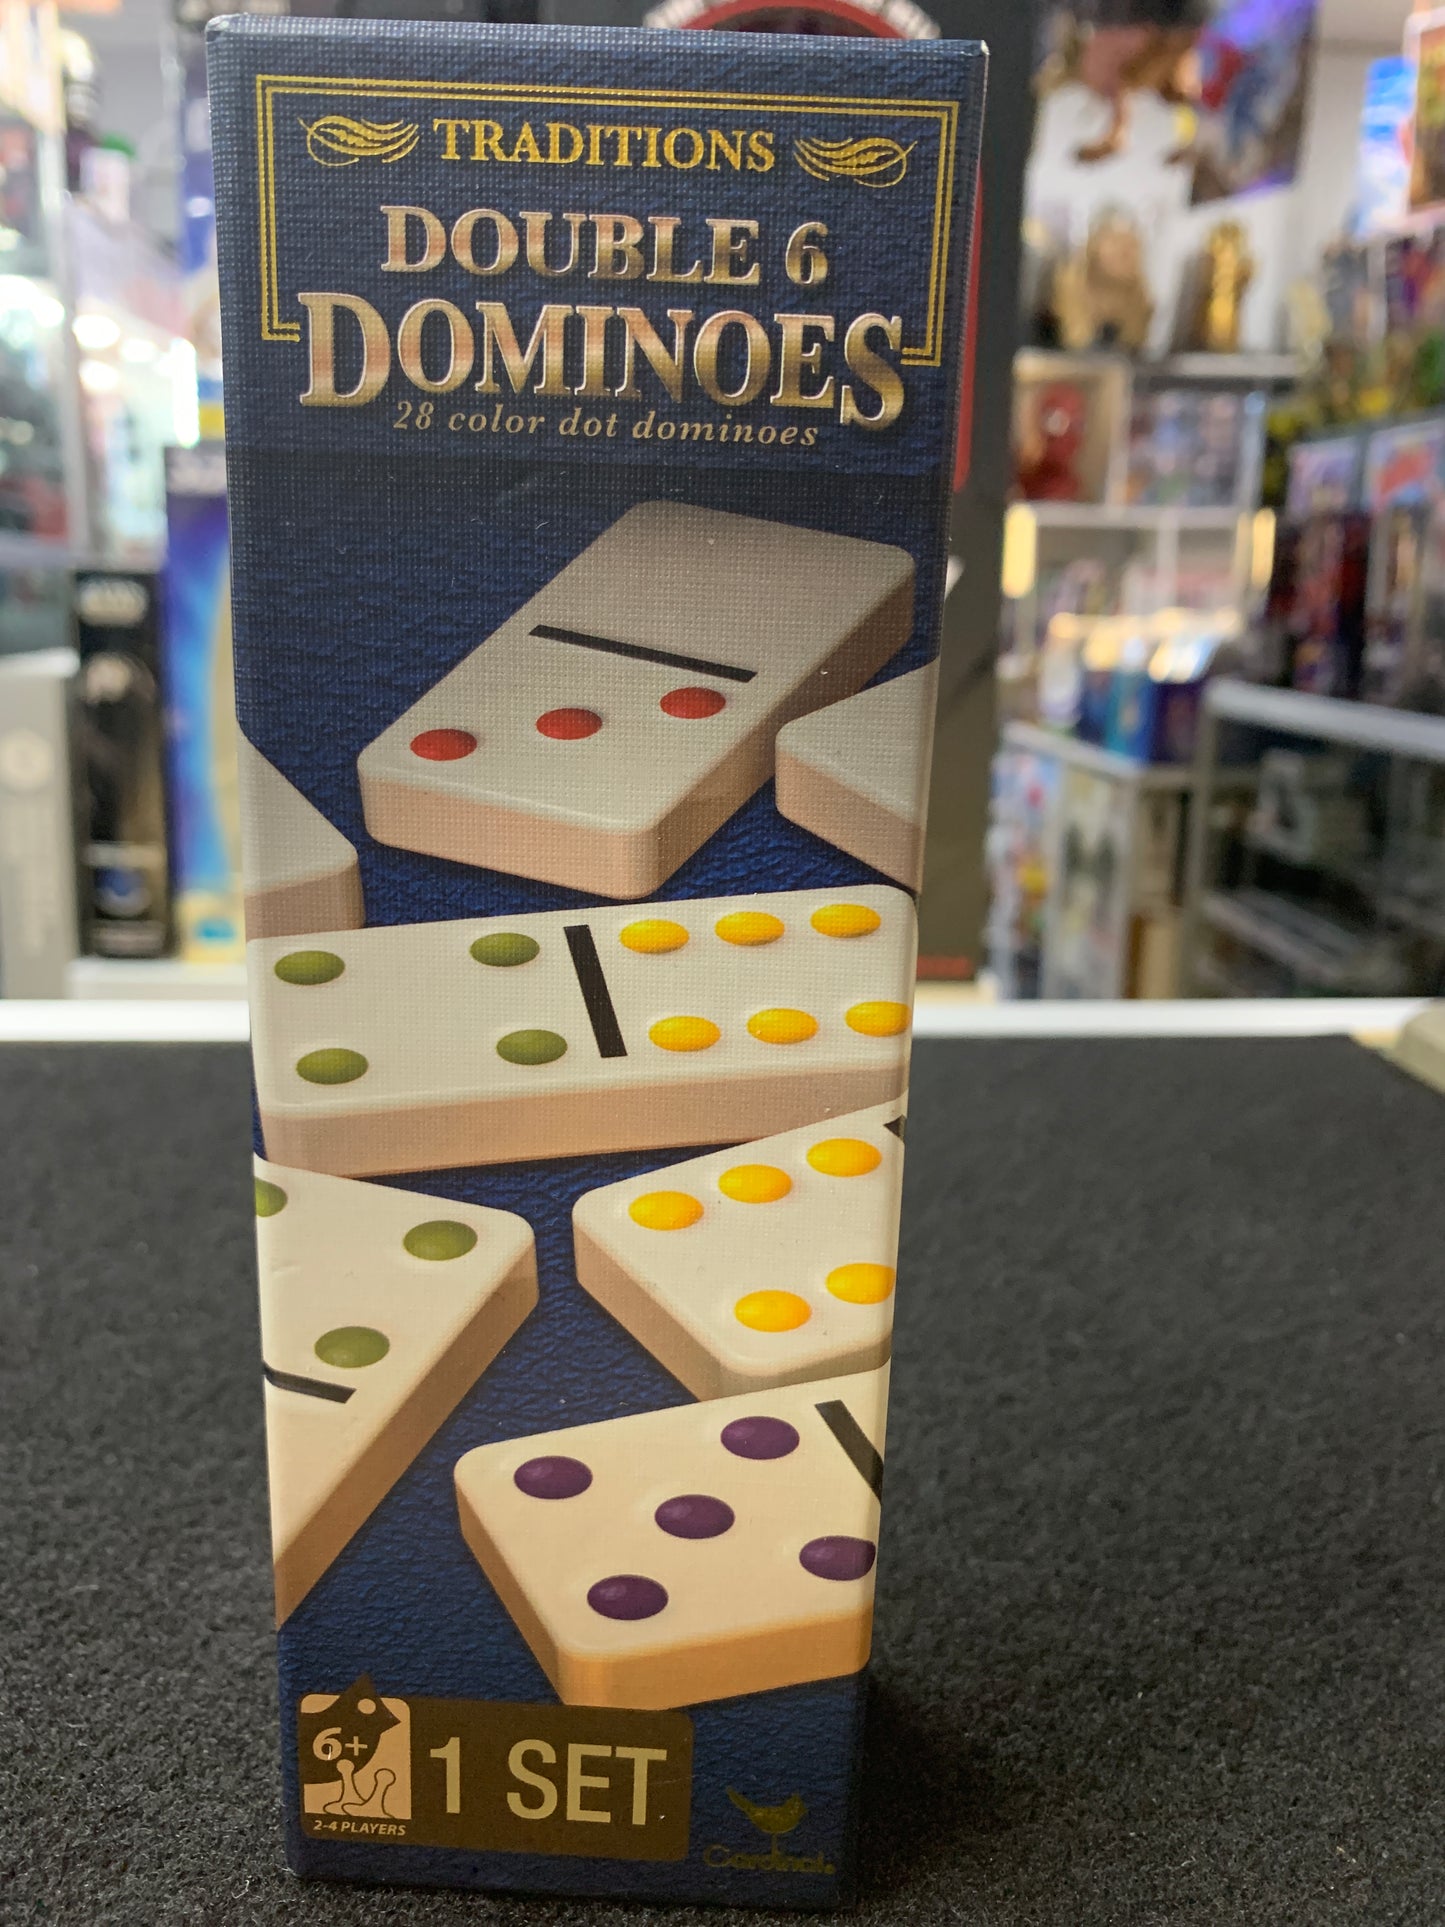 TRADITIONS
DOUBLE 6
DOMINOES
28 color dot dominoes
6+
1 SET
2-4 PLAYERS
Cardinal